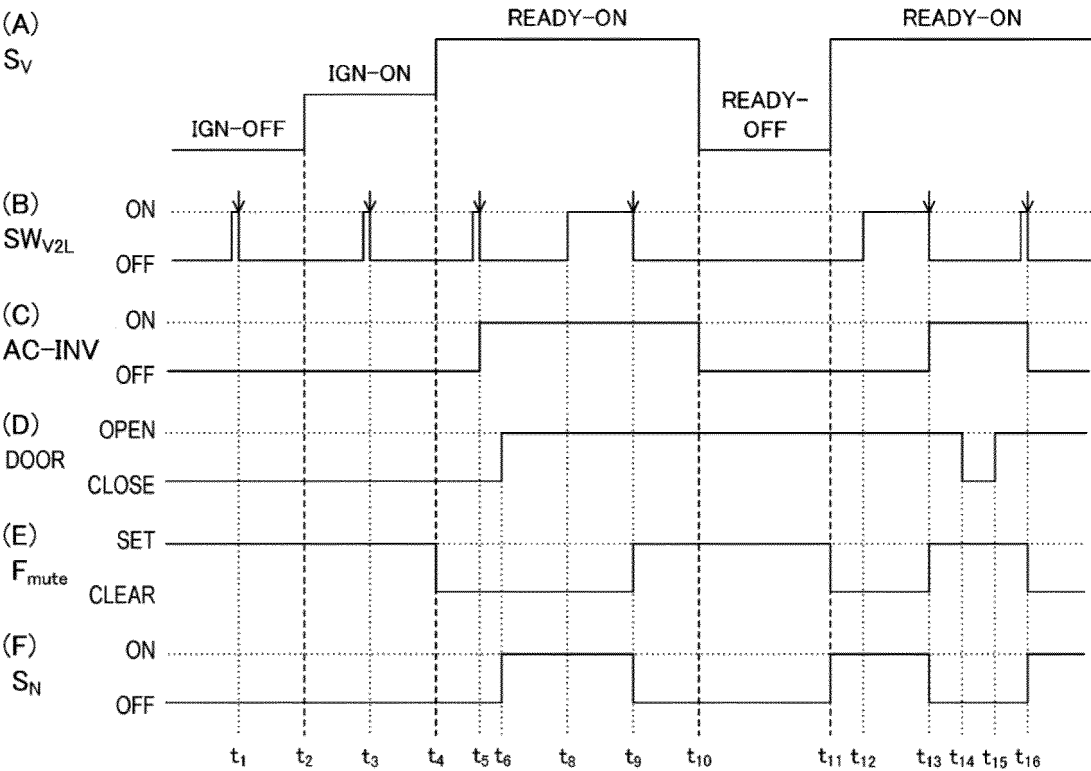 (A)
S_V
READY-ON
READY-ON
IGN-ON
READY-
OFF
IGN-OFF
(B)
SW_V2L
ON
OFF
(C)
AC-INV
ON
OFF
(D)
DOOR
OPEN
CLOSE
(E)
F_mute
SET
CLEAR
(F)
S_N
ON
OFF
t1 t2 t3 t4 t5 t6 t8 t9 t10 t11 t12 t13 t14 t15 t16